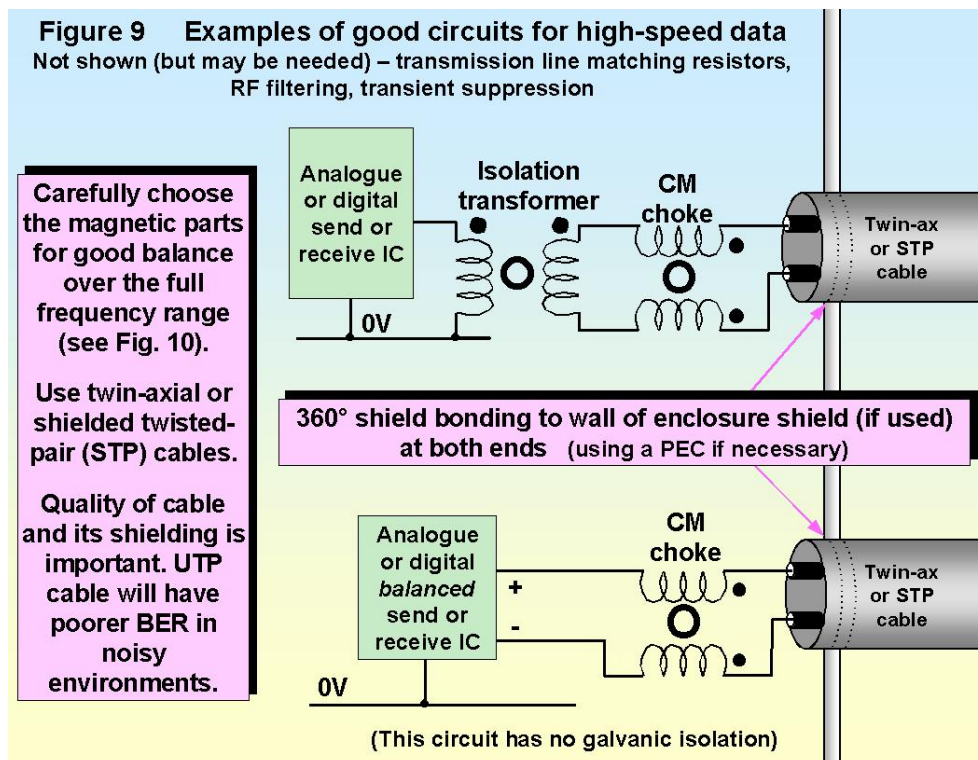 Figure 9 Examples of good circuits for high-speed data
Not shown (but may be needed) – transmission line matching resistors,
RF filtering, transient suppression
Carefully choose
the magnetic parts
for good balance
over the full
frequency range
(see Fig. 10).
Use twin-axial or
shielded twisted-
pair (STP) cables.
Quality of cable
and its shielding is
important. UTP
cable will have
poorer BER in
noisy
environments.
Analogue
or digital
send or
receive IC
0V
Isolation
transformer
CM
choke
Twin-ax
or STP
cable
360° shield bonding to wall of enclosure shield (if used)
at both ends (using a PEC if necessary)
Analogue
or digital
balanced
send or
receive IC
+
-
0V
CM
choke
Twin-ax
or STP
cable
(This circuit has no galvanic isolation)